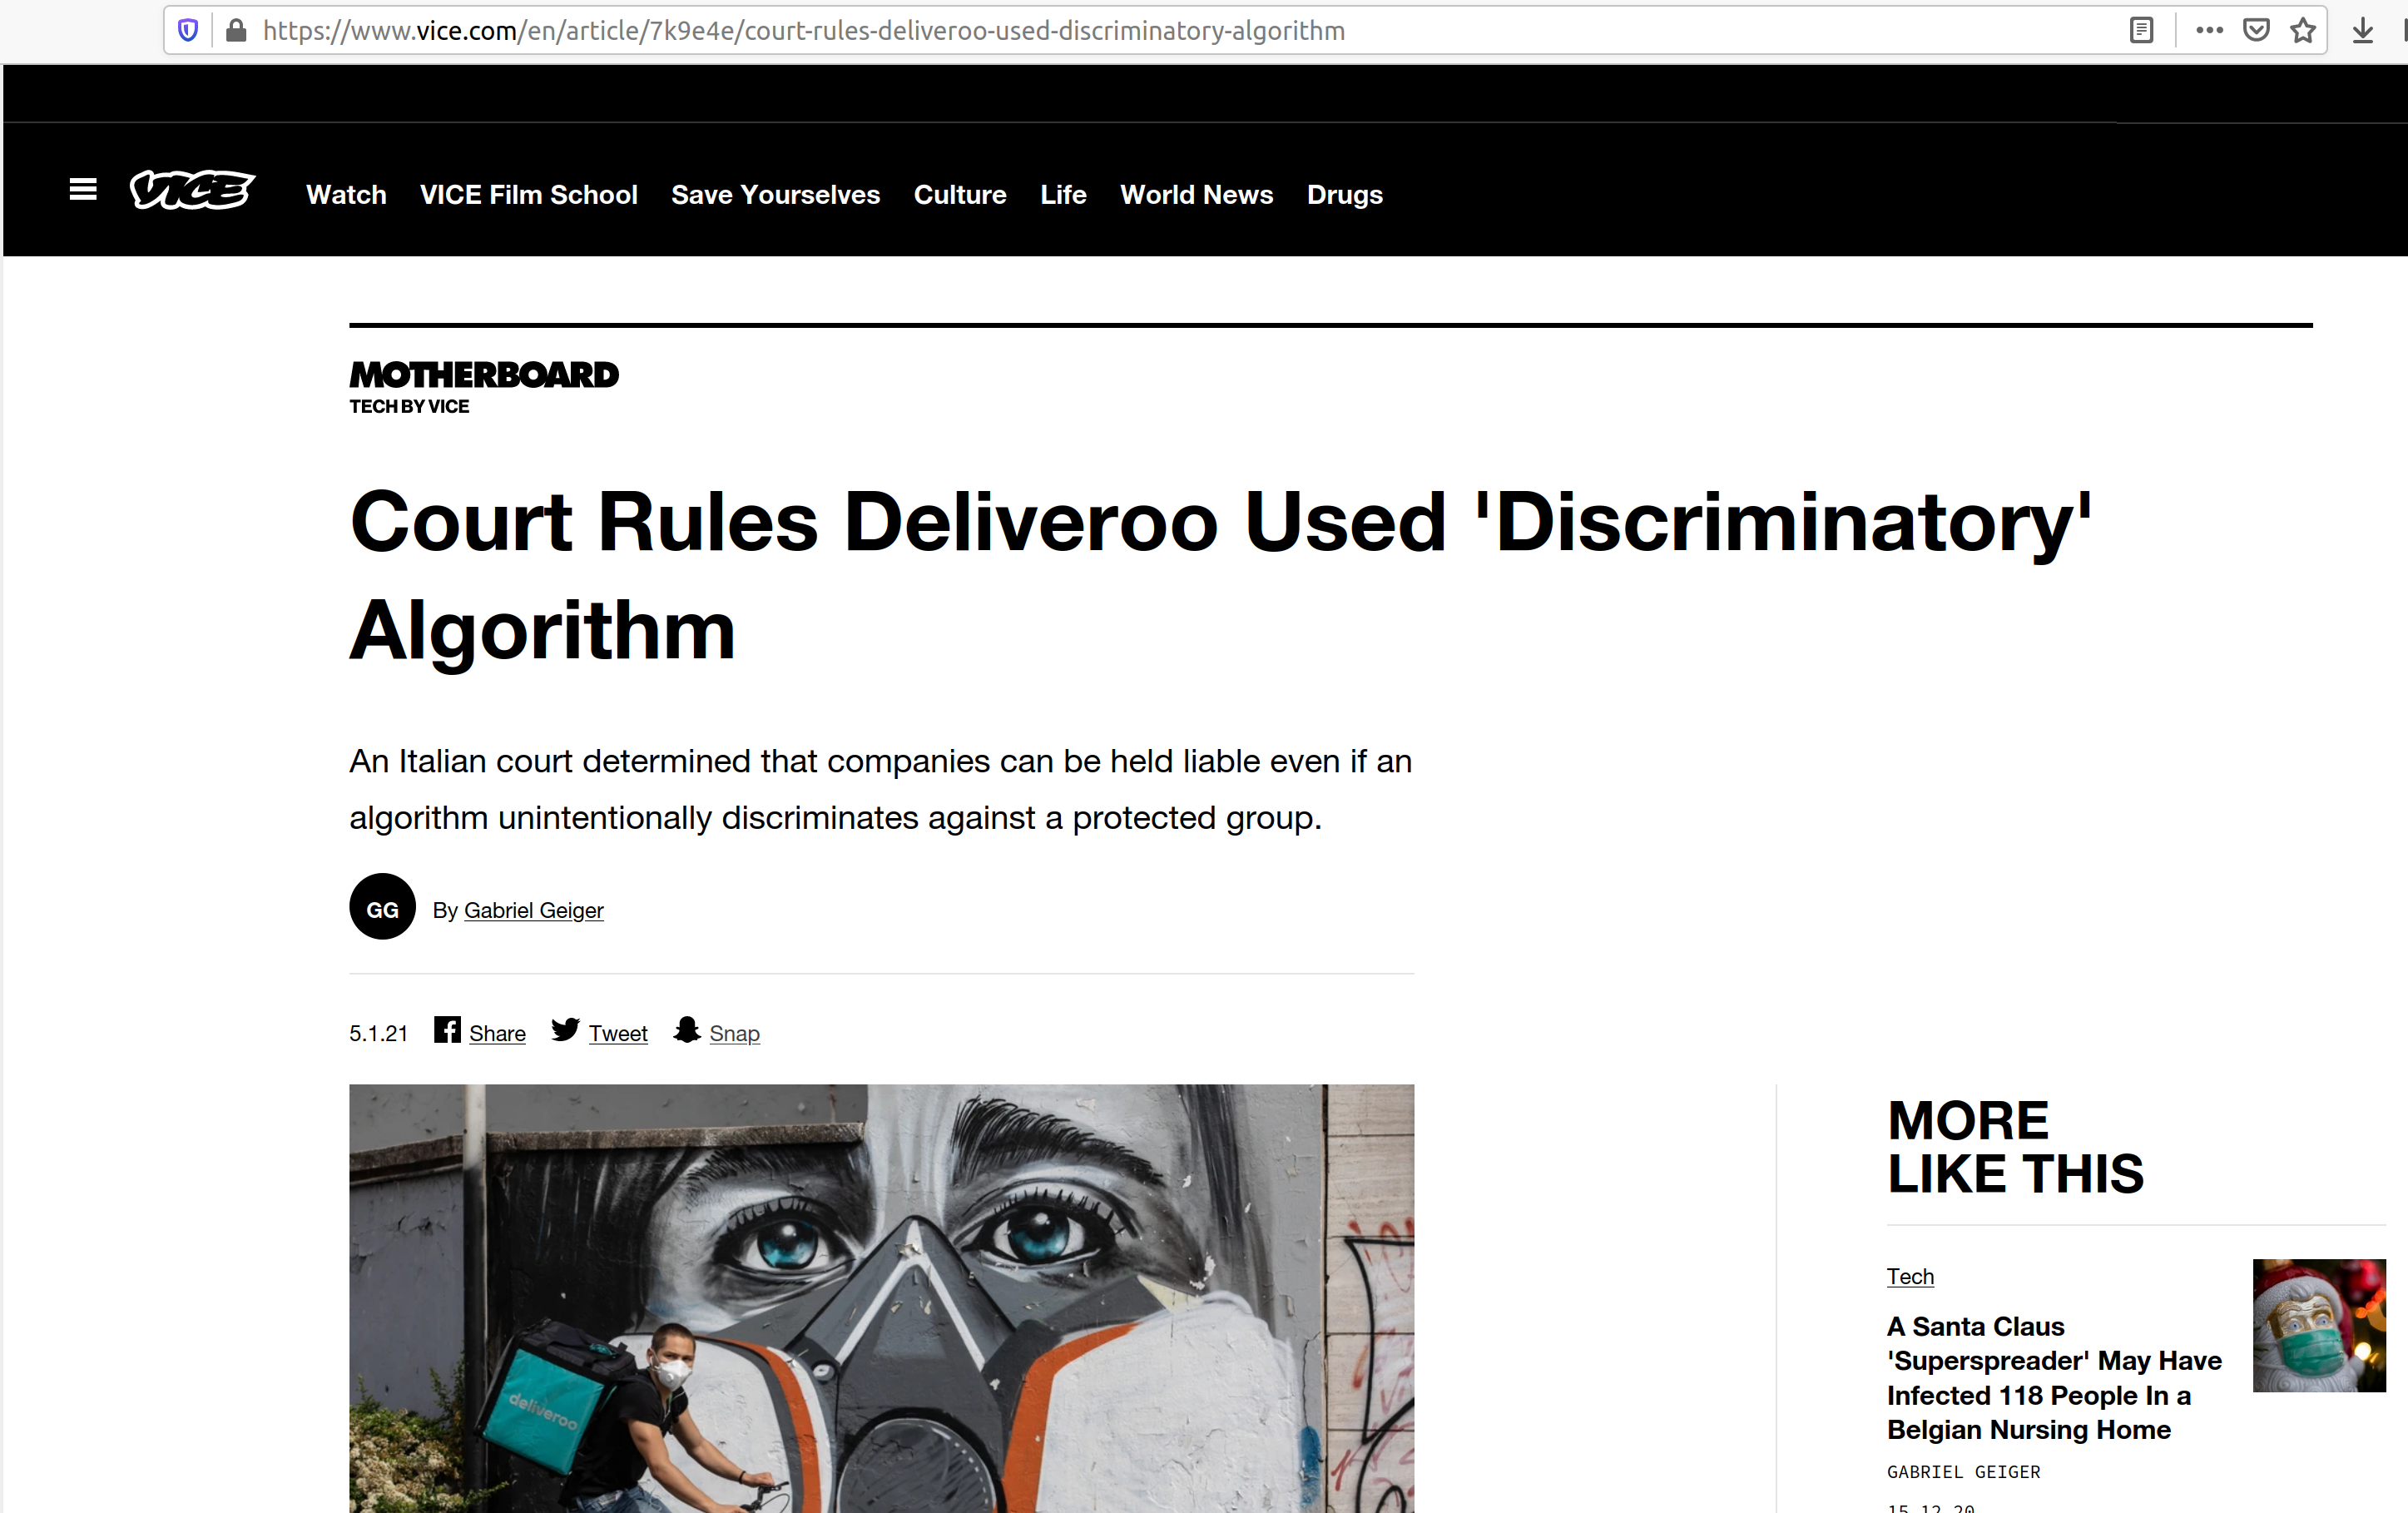 https://www.vice.com/en/article/7k9e4e/court-rules-deliveroo-used-discriminatory-algorithm
VICE Watch VICE Film School Save Yourselves Culture Life World News Drugs
MOTHERBOARD
TECH BY VICE
Court Rules Deliveroo Used 'Discriminatory'
Algorithm
An Italian court determined that companies can be held liable even if an
algorithm unintentionally discriminates against a protected group.
GG By Gabriel Geiger
5.1.21 Share Tweet Snap
deliveroo
MORE
LIKE THIS
Tech
A Santa Claus
'Superspreader' May Have
Infected 118 People In a
Belgian Nursing Home
GABRIEL GEIGER
15.12.20